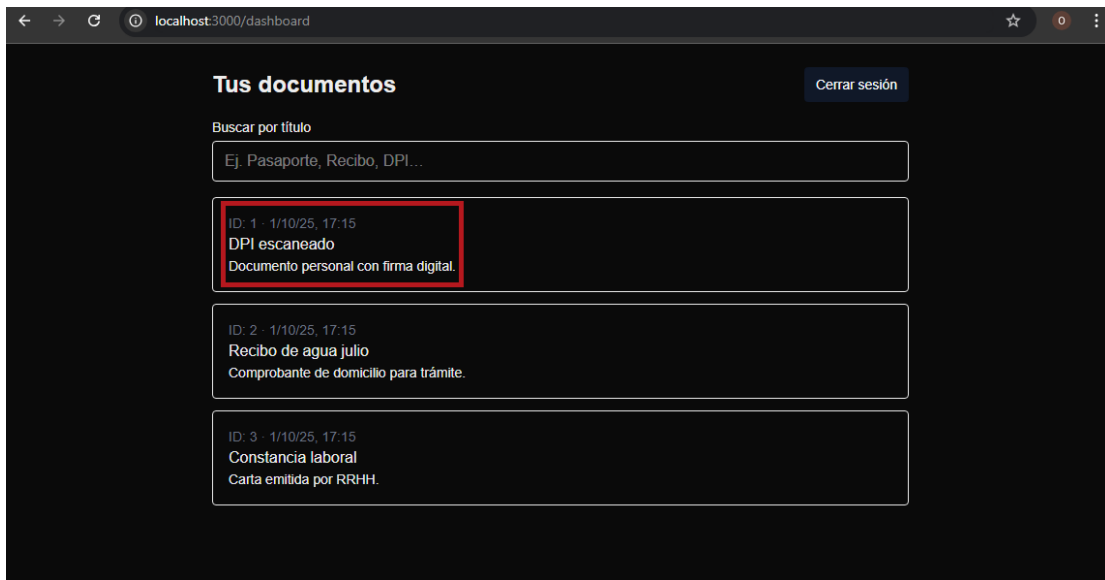 localhost:3000/dashboard
O
Tus documentos
Cerrar sesión
Buscar por título
Ej. Pasaporte, Recibo, DPI...
ID: 1 · 1/10/25, 17:15
DPI escaneado
Documento personal con firma digital.
ID: 2 · 1/10/25, 17:15
Recibo de agua julio
Comprobante de domicilio para trámite.
ID: 3 · 1/10/25, 17:15
Constancia laboral
Carta emitida por RRHH.